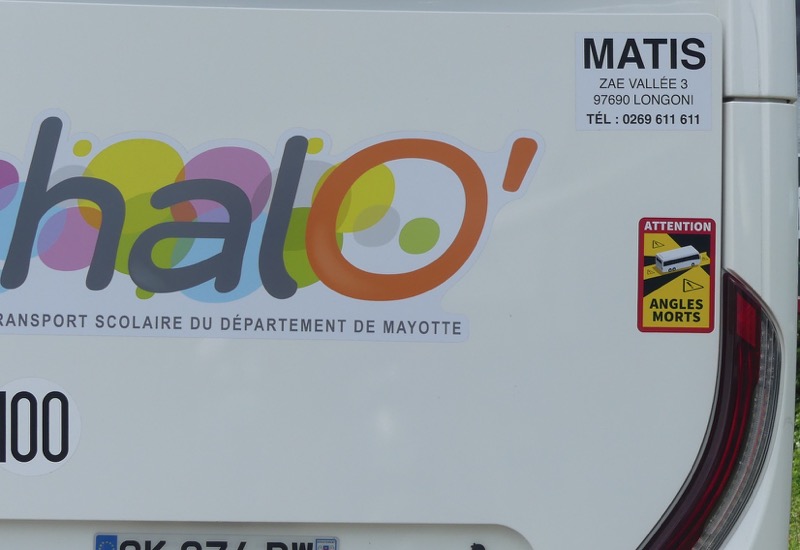 MATIS
ZAE VALLÉE 3
97690 LONGONI
TÉL : 0269 611 611
halO'
TRANSPORT SCOLAIRE DU DÉPARTEMENT DE MAYOTTE
ATTENTION
ANGLES
MORTS
100